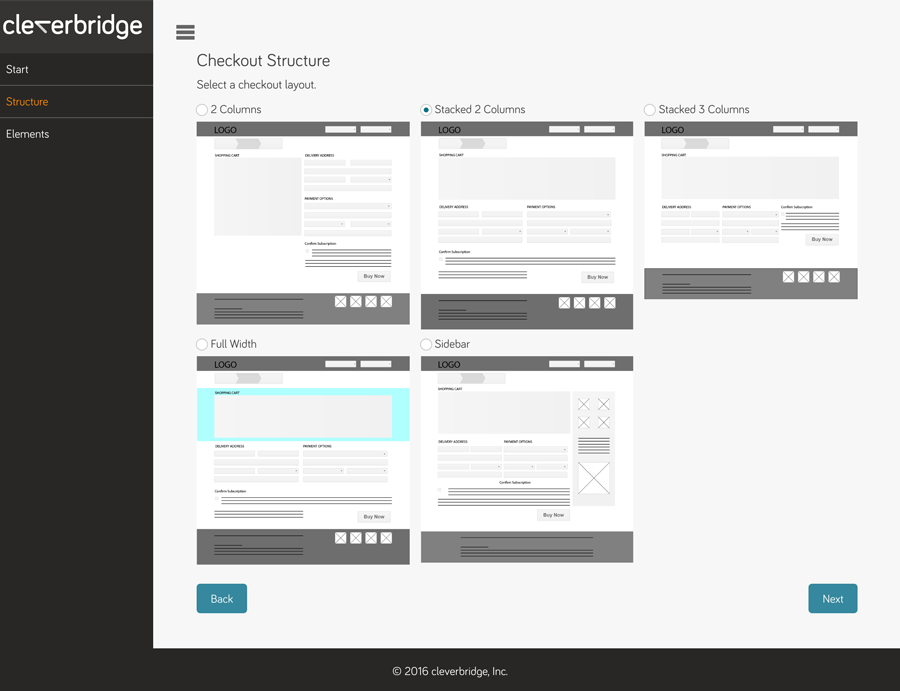 cleverbridge
Start
Structure
Elements
Checkout Structure
Select a checkout layout.
2 Columns
LOGO
SHOPPING CART
DELIVERY ADDRESS
PAYMENT OPTIONS
Confirm Subscription
Buy Now
Stacked 2 Columns
LOGO
SHOPPING CART
DELIVERY ADDRESS PAYMENT OPTIONS
Confirm Subscription
Buy Now
Stacked 3 Columns
LOGO
SHOPPING CART
DELIVERY ADDRESS PAYMENT OPTIONS Confirm Subscription
Buy Now
Full Width
LOGO
SHOPPING CART
DELIVERY ADDRESS PAYMENT OPTIONS
Confirm Subscription
Buy Now
Sidebar
LOGO
SHOPPING CART
DELIVERY ADDRESS PAYMENT OPTIONS
Confirm Subscription
Buy Now
Back
Next
© 2016 cleverbridge, Inc.